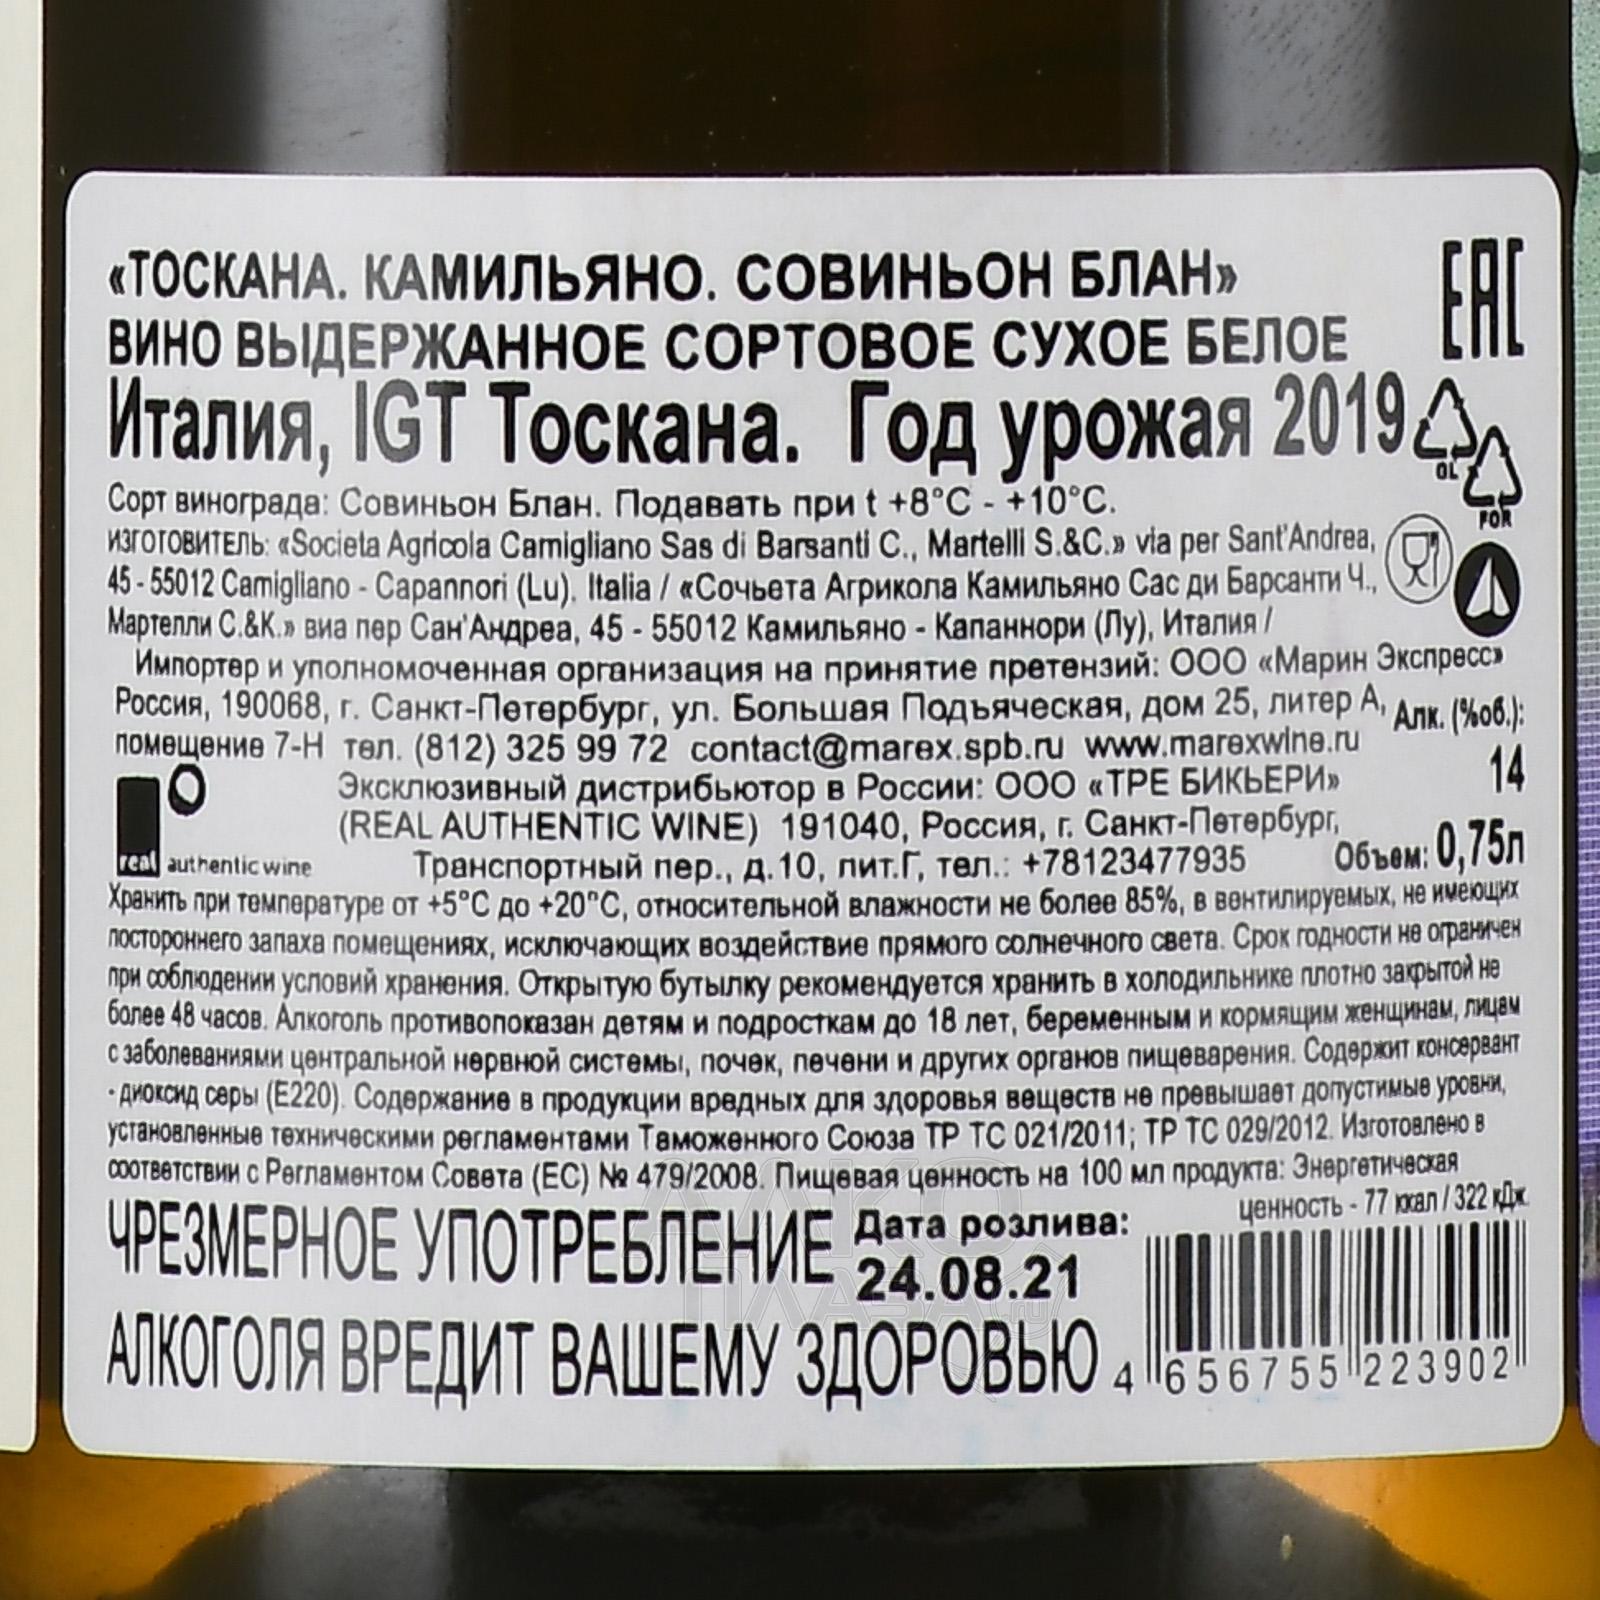 «ТОСКАНА. КАМИЛЬЯНО. СОВИНЬОН БЛАН»
ВИНО ВЫДЕРЖАННОЕ СОРТОВОЕ СУХОЕ БЕЛОЕ
EAC
Италия, IGT Тоскана. Год урожая 2019
GL
FOR
Сорт винограда: Совиньон Блан. Подавать при t +8°C - +10°C.
ИЗГОТОВИТЕЛЬ: «Societa Agricola Camigliano Sas di Barsanti C., Martelli S.&C.» via per Sant'Andrea,
45 - 55012 Camigliano - Capannori (Lu), Italia / «Сочьета Агрикола Камильяно Сас ди Барсанти Ч.,
Мартелли С.&К.» виа пер Сан'Андреа, 45 - 55012 Камильяно - Капаннори (Лу), Италия /
Импортер и уполномоченная организация на принятие претензий: ООО «Марин Экспресс»
Россия, 190068, г. Санкт-Петербург, ул. Большая Подъяческая, дом 25, литер А,
помещение 7-Н тел. (812) 325 99 72 contact@marex.spb.ru www.marexwine.ru
Алк. (%об.):
14
Эксклюзивный дистрибьютор в России: ООО «ТРЕ БИКЬЕРИ»
(REAL AUTHENTIC WINE) 191040, Россия, г. Санкт-Петербург,
Транспортный пер., д.10, лит.Г, тел.: +78123477935
real authentic wine
Объем: 0,75л
Хранить при температуре от +5°C до +20°C, относительной влажности не более 85%, в вентилируемых, не имеющих
постороннего запаха помещениях, исключающих воздействие прямого солнечного света. Срок годности не ограничен
при соблюдении условий хранения. Открытую бутылку рекомендуется хранить в холодильнике плотно закрытой не
более 48 часов. Алкоголь противопоказан детям и подросткам до 18 лет, беременным и кормящим женщинам, лицам
с заболеваниями центральной нервной системы, почек, печени и других органов пищеварения. Содержит консервант
- диоксид серы (Е220). Содержание в продукции вредных для здоровья веществ не превышает допустимые уровни,
установленные техническими регламентами Таможенного Союза ТР ТС 021/2011; ТР ТС 029/2012. Изготовлено в
соответствии с Регламентом Совета (ЕС) № 479/2008. Пищевая ценность на 100 мл продукта: Энергетическая
ценность - 77 ккал / 322 кДж.
ЧРЕЗМЕРНОЕ УПОТРЕБЛЕНИЕ
АЛКОГОЛЯ ВРЕДИТ ВАШЕМУ ЗДОРОВЬЮ
Дата розлива:
24.08.21
4 656755 223902